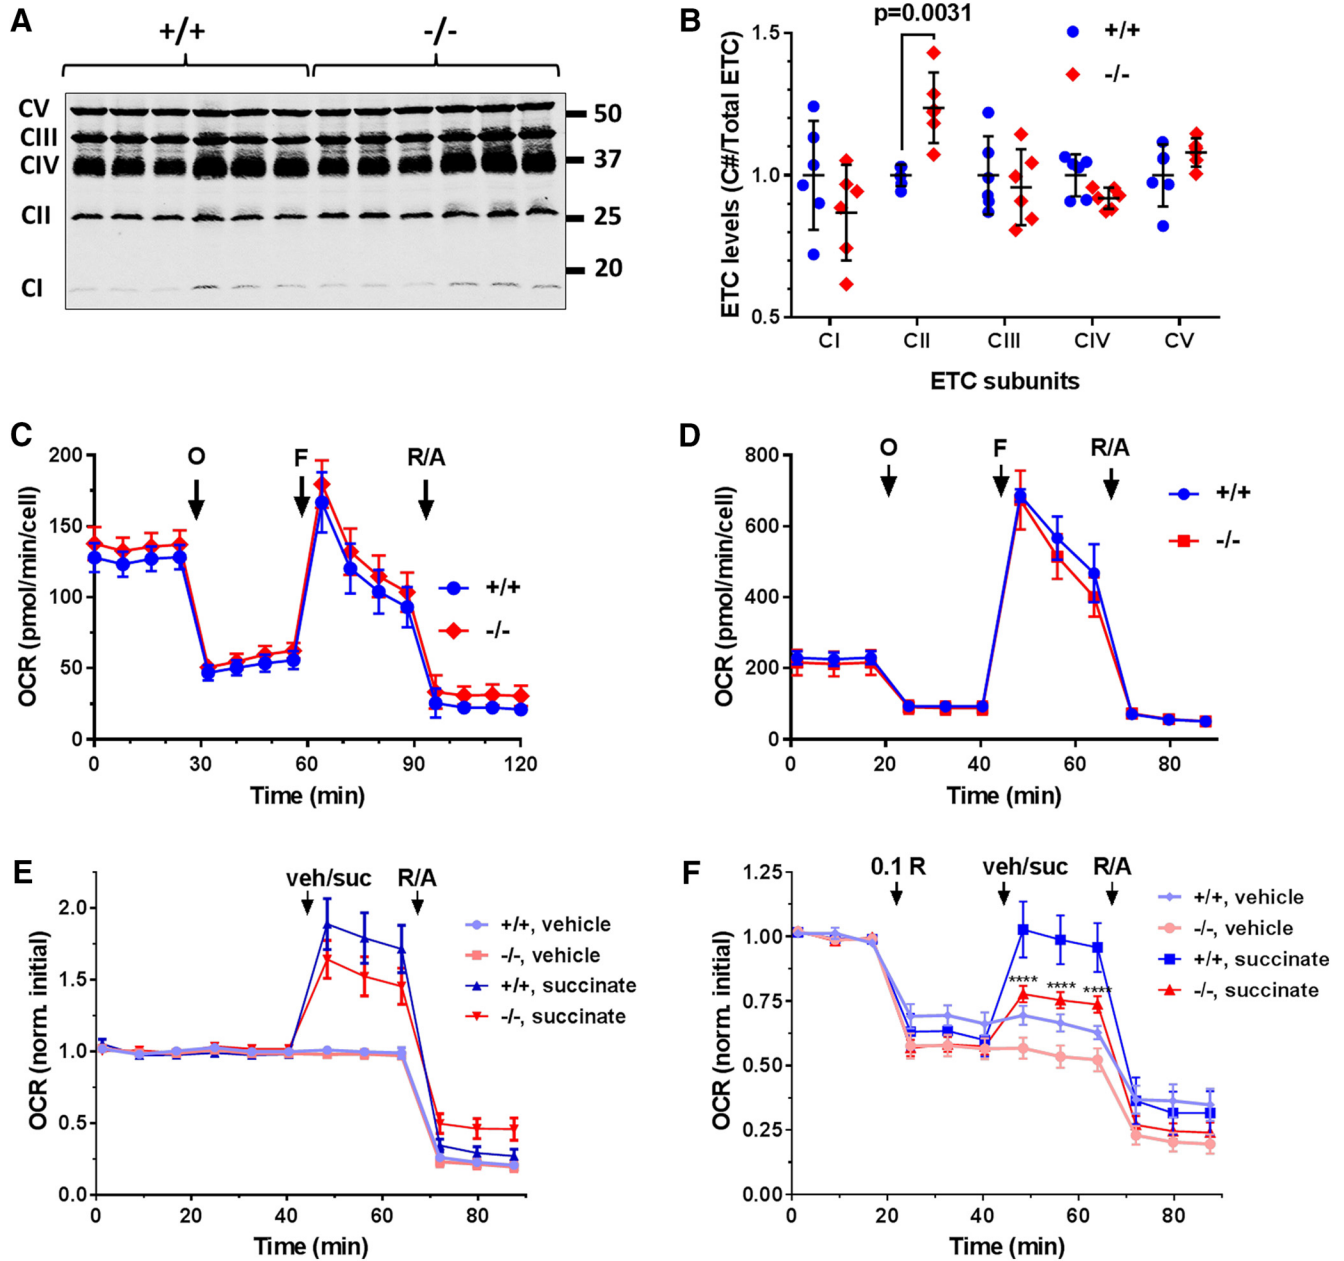 A
+/+
-/-
CV
CIII
CIV
CII
CI
50
37
25
20
B
p=0.0031
+/+
-/-
ETC levels (C#/Total ETC)
1.5
1.0
0.5
CI CII CIII CIV CV
ETC subunits
C
O F R/A
OCR (pmol/min/cell)
200
150
100
50
0
+/+
-/-
0 30 60 90 120
Time (min)
D
O F R/A
OCR (pmol/min/cell)
800
600
400
200
0
+/+
-/-
0 20 40 60 80
Time (min)
E
veh/suc R/A
OCR (norm. initial)
2.0
1.5
1.0
0.5
0.0
+/+, vehicle
-/-, vehicle
+/+, succinate
-/-, succinate
0 20 40 60 80
Time (min)
F
0.1 R veh/suc R/A
OCR (norm. initial)
1.25
1.00
0.75
0.50
0.25
0.00
**** **** ****
+/+, vehicle
-/-, vehicle
+/+, succinate
-/-, succinate
0 20 40 60 80
Time (min)